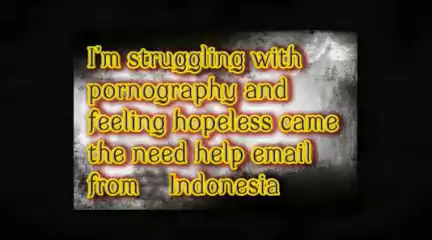 I'm struggling with
pornography and
feeling hopeless came
the need help email
from Indonesia